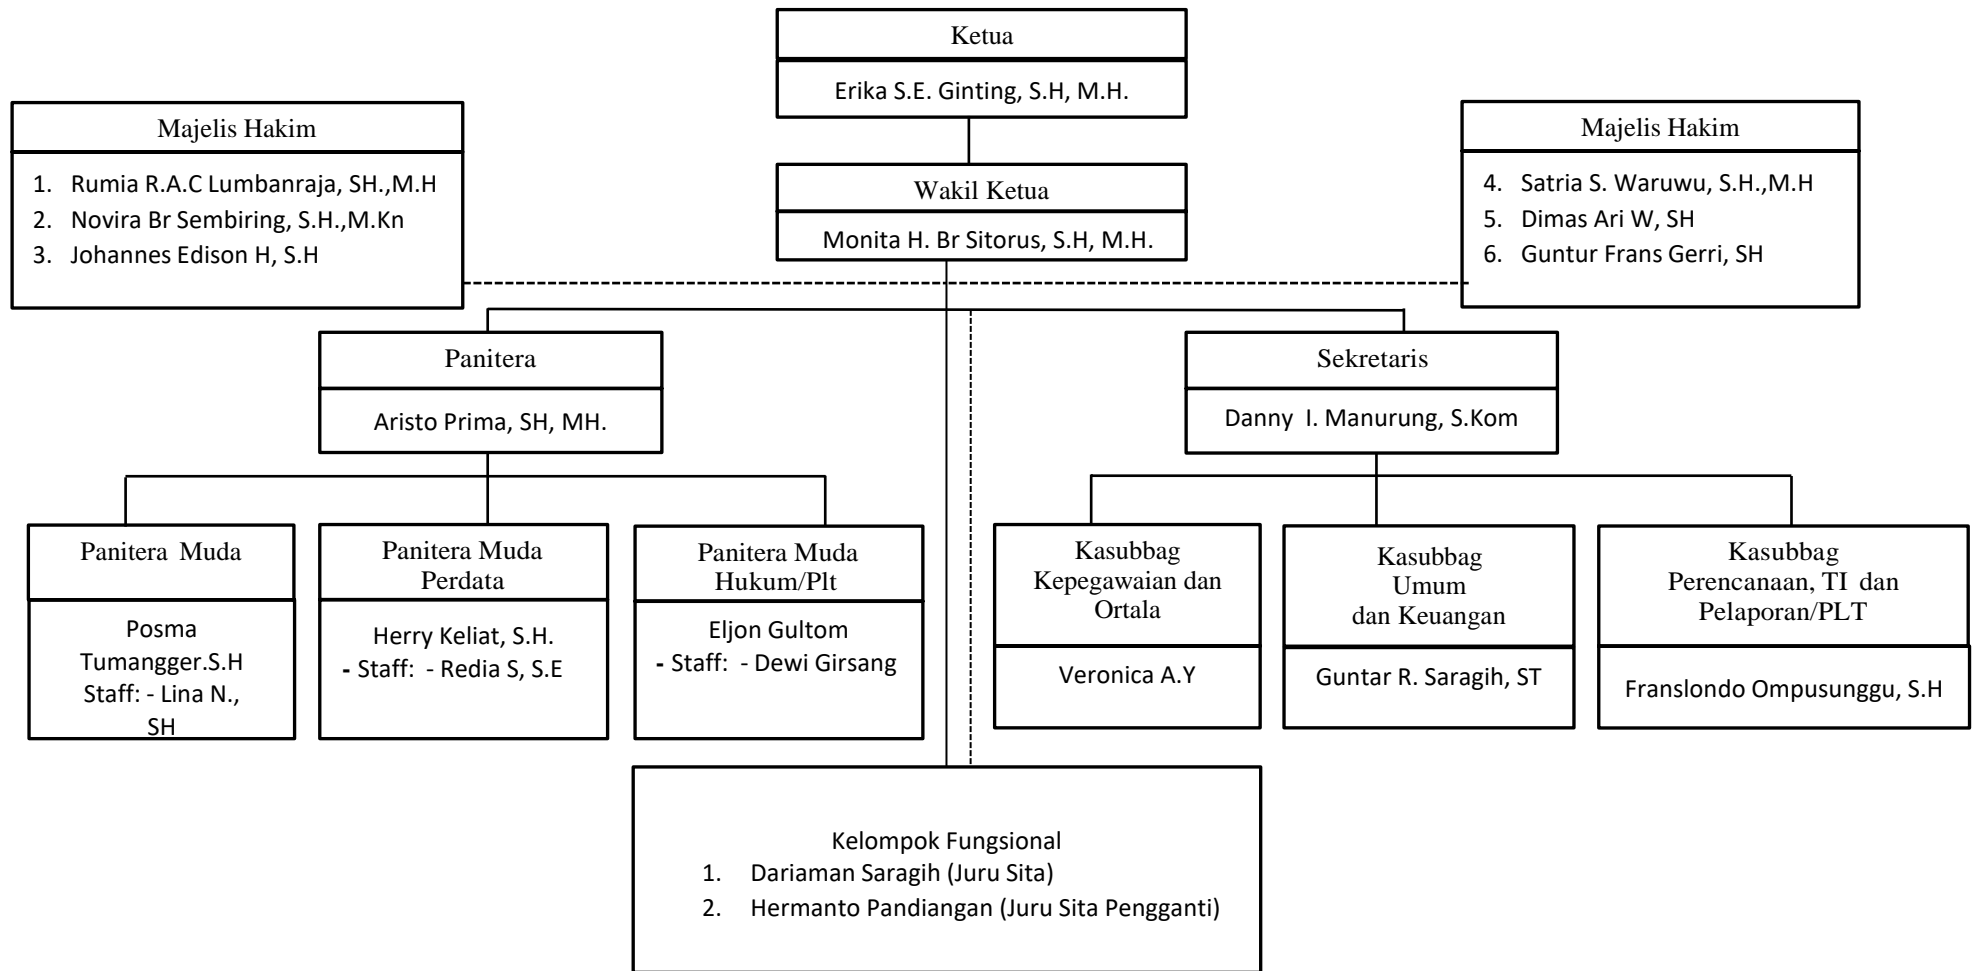 Ketua
Erika S.E. Ginting, S.H, M.H.
Majelis Hakim
1. Rumia R.A.C Lumbanraja, SH.,M.H
2. Novira Br Sembiring, S.H.,M.Kn
3. Johannes Edison H, S.H
Wakil Ketua
Monita H. Br Sitorus, S.H, M.H.
Majelis Hakim
4. Satria S. Waruwu, S.H.,M.H
5. Dimas Ari W, SH
6. Guntur Frans Gerri, SH
Panitera
Aristo Prima, SH, MH.
Sekretaris
Danny I. Manurung, S.Kom
Panitera Muda
Posma
Tumangger.S.H
Staff: - Lina N.,
SH
Panitera Muda
Perdata
Herry Keliat, S.H.
- Staff: - Redia S, S.E
Panitera Muda
Hukum/Plt
Eljon Gultom
- Staff: - Dewi Girsang
Kasubbag
Kepegawaian dan
Ortala
Veronica A.Y
Kasubbag
Umum
dan Keuangan
Guntar R. Saragih, ST
Kasubbag
Perencanaan, TI dan
Pelaporan/PLT
Franslondo Ompusunggu, S.H
Kelompok Fungsional
1. Dariaman Saragih (Juru Sita)
2. Hermanto Pandiangan (Juru Sita Pengganti)